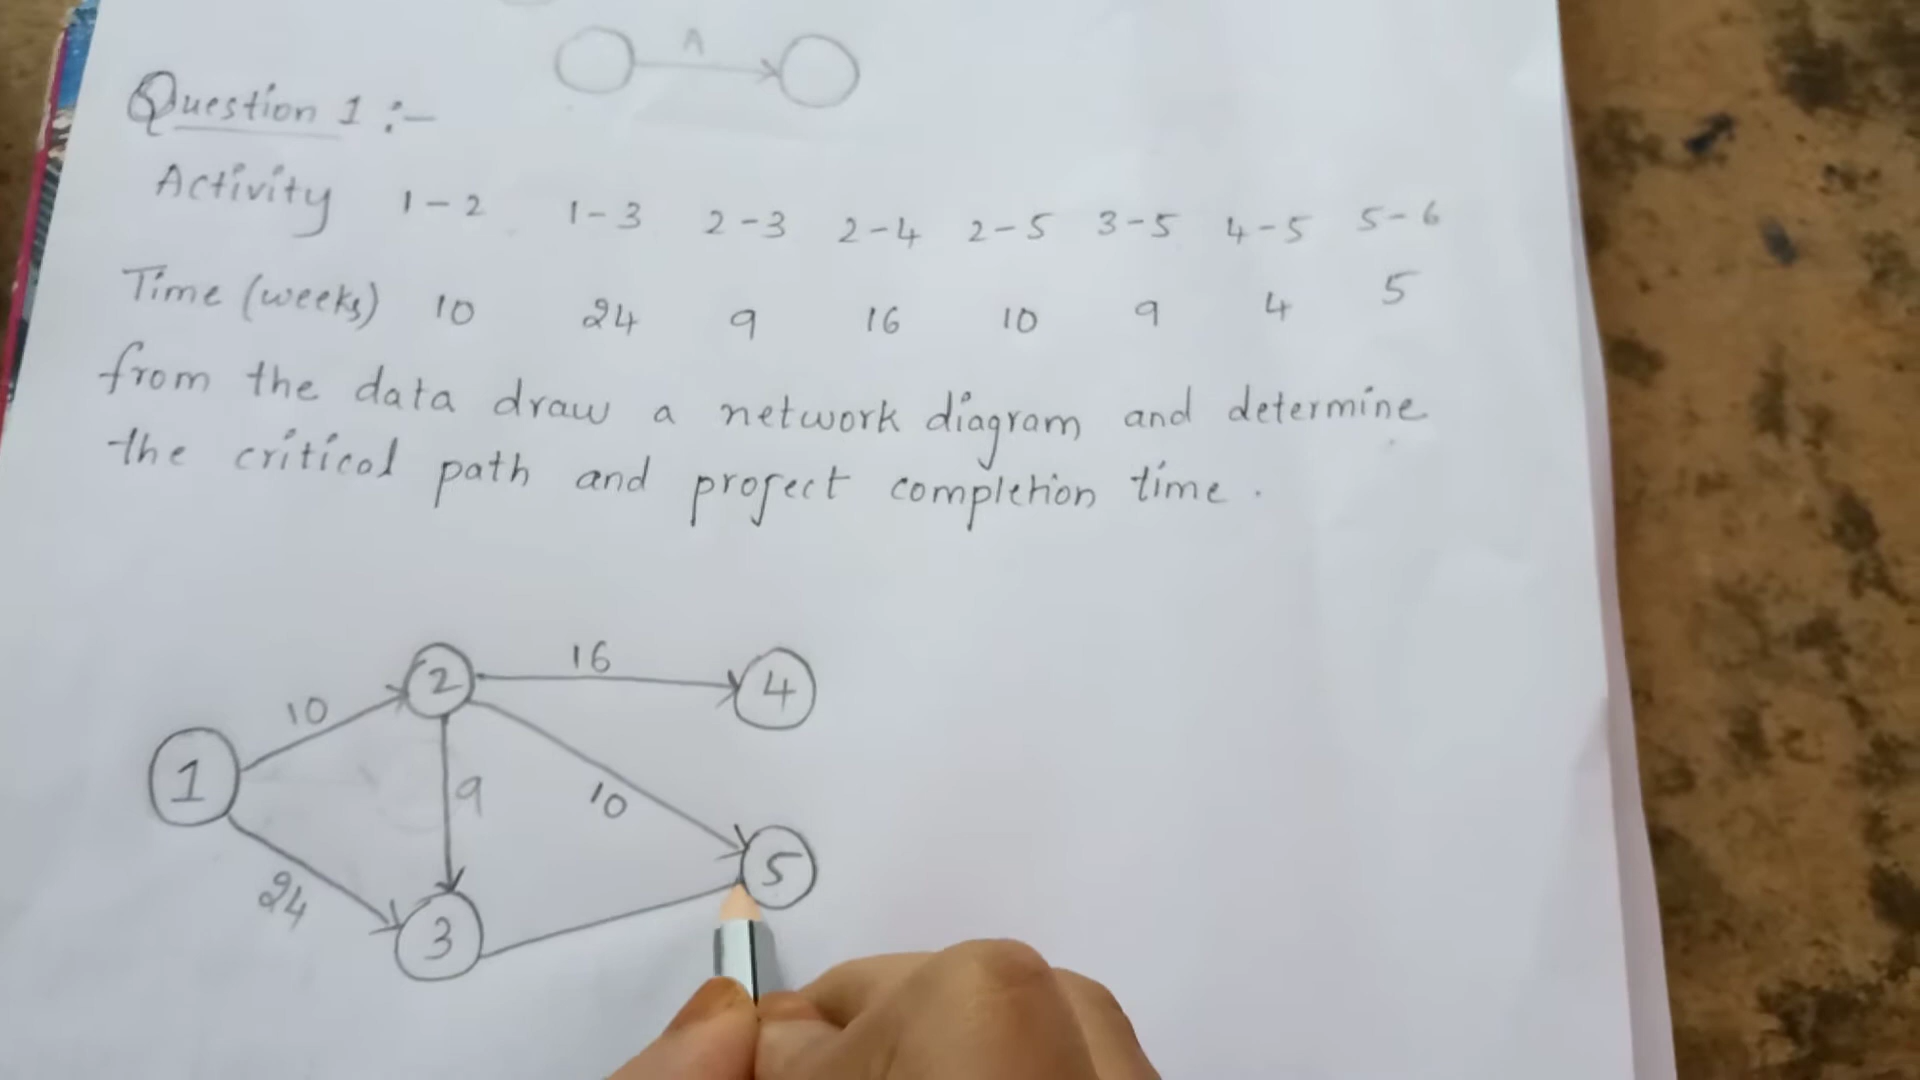 A
Question 1 :-
Activity 1-2 1-3 2-3 2-4 2-5 3-5 4-5 5-6
Time (weeks) 10 24 9 16 10 9 4 5
from the data draw a network diagram and determine
the critical path and project completion time.
16
2
4
10
1
9
10
5
24
3